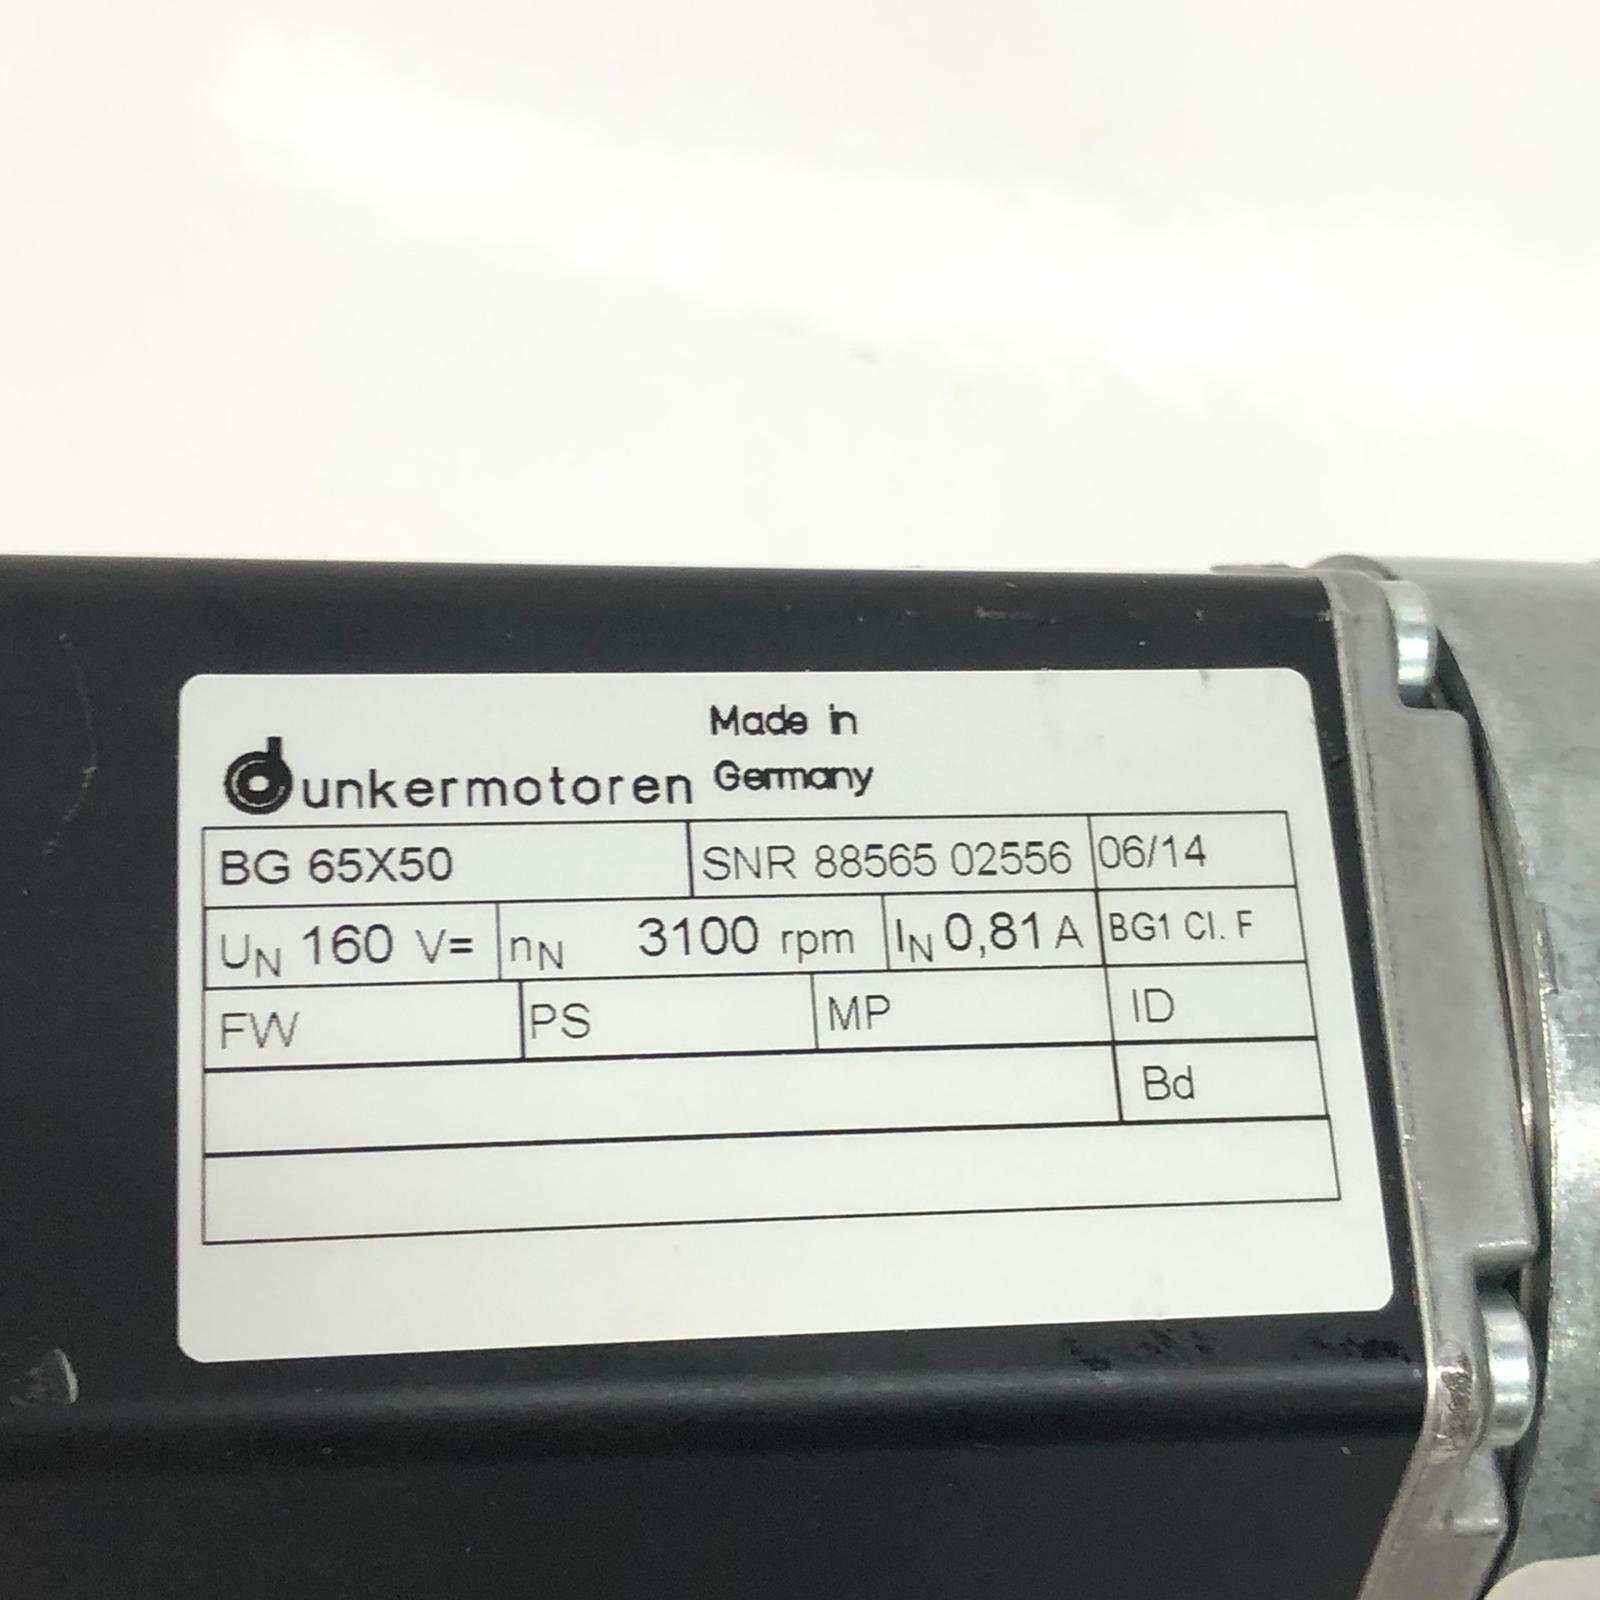 Made in
dunkermotoren Germany
BG 65X50 SNR 88565 02556 06/14
UN 160 V= nN 3100 rpm IN 0,81 A BG1 Cl. F
FW PS MP ID
Bd